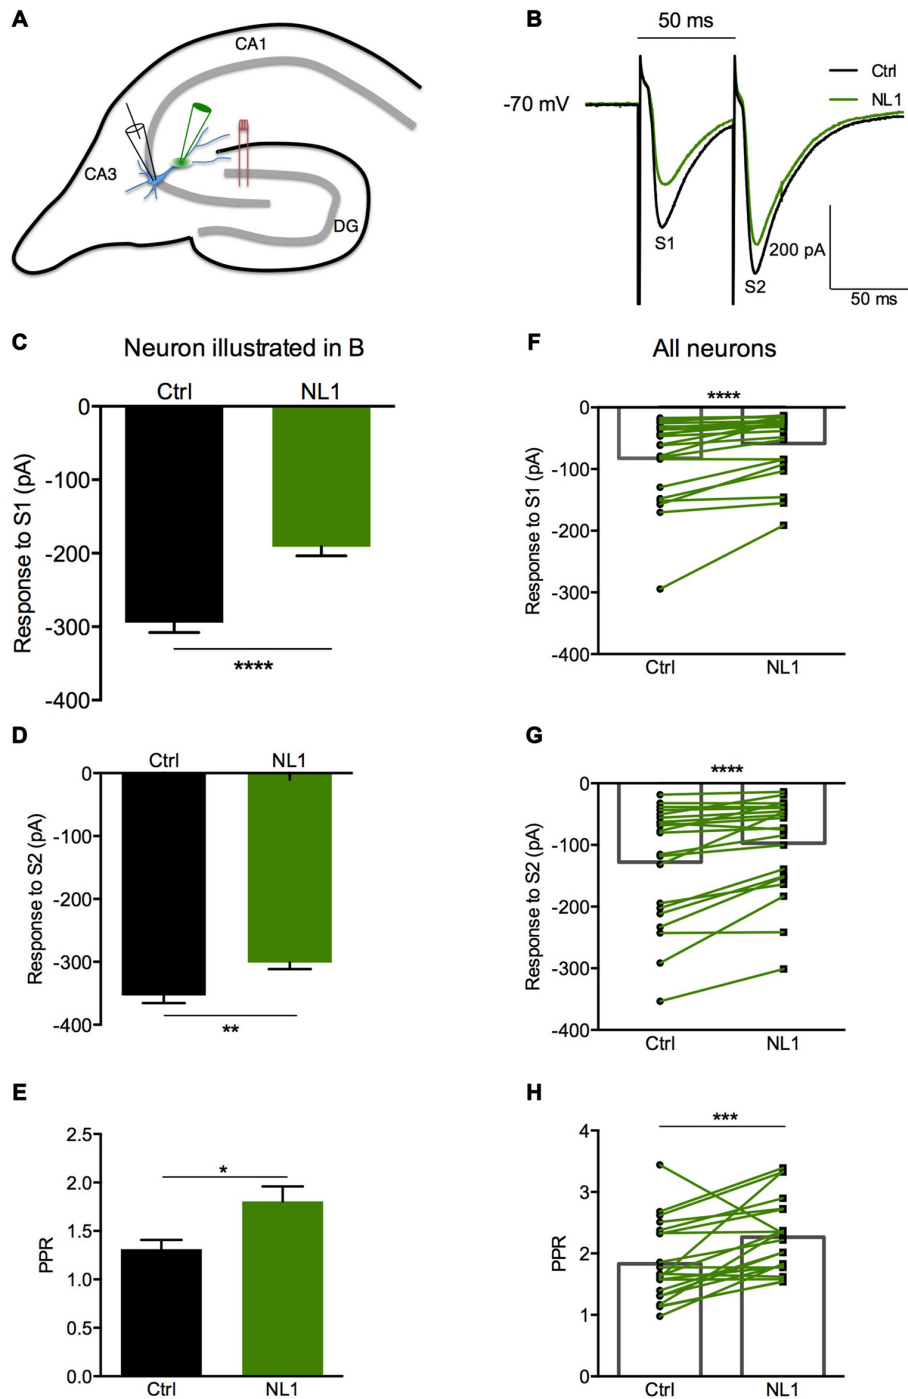 A
CA1
CA3
DG
B
50 ms
Ctrl
NL1
-70 mV
S1
S2
200 pA
50 ms
C
Neuron illustrated in B
Ctrl
NL1
Response to S1 (pA)
0
-100
-200
-300
-400
****
F
All neurons
****
Response to S1 (pA)
0
-100
-200
-300
-400
Ctrl
NL1
D
Ctrl
NL1
Response to S2 (pA)
0
-100
-200
-300
-400
**
G
****
Response to S2 (pA)
0
-100
-200
-300
-400
Ctrl
NL1
E
PPR
2.5
2.0
1.5
1.0
0.5
0.0
*
Ctrl
NL1
H
***
PPR
4
3
2
1
0
Ctrl
NL1